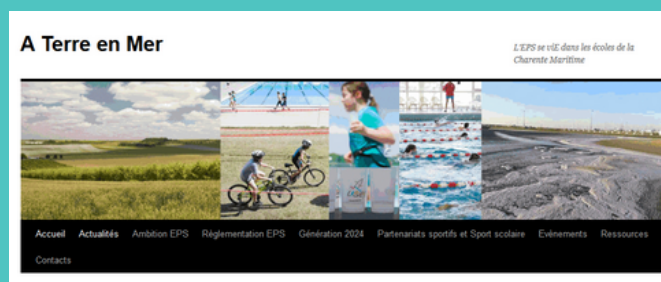 A Terre en Mer
L'EPS se viE dans les écoles de la
Charente Maritime
Accueil Actualités Ambition EPS Règlementation EPS Génération 2024 Partenariats sportifs et Sport scolaire Evènements Ressources
Contacts